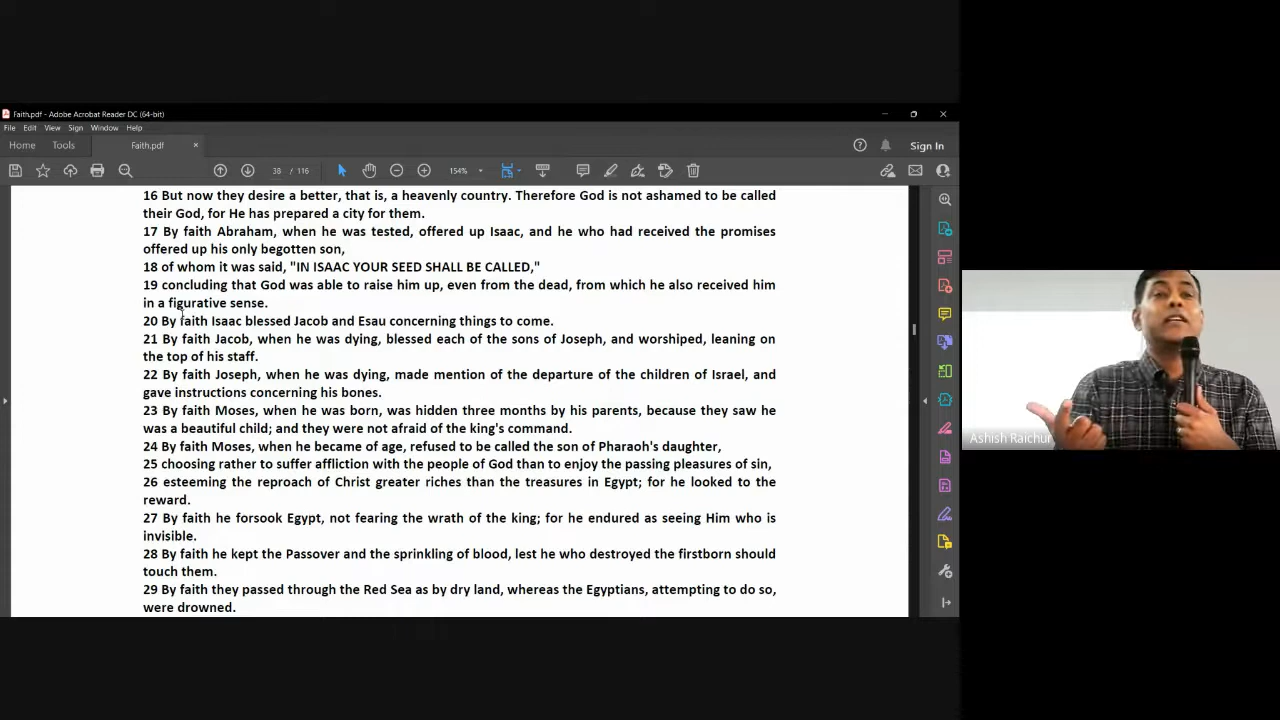 Faith.pdf - Adobe Acrobat Reader DC (64-bit)
File Edit View Sign Window Help
Home Tools Faith.pdf × Sign In
38 / 116 154%
16 But now they desire a better, that is, a heavenly country. Therefore God is not ashamed to be called
their God, for He has prepared a city for them.
17 By faith Abraham, when he was tested, offered up Isaac, and he who had received the promises
offered up his only begotten son,
18 of whom it was said, "IN ISAAC YOUR SEED SHALL BE CALLED,"
19 concluding that God was able to raise him up, even from the dead, from which he also received him
in a figurative sense.
20 By faith Isaac blessed Jacob and Esau concerning things to come.
21 By faith Jacob, when he was dying, blessed each of the sons of Joseph, and worshiped, leaning on
the top of his staff.
22 By faith Joseph, when he was dying, made mention of the departure of the children of Israel, and
gave instructions concerning his bones.
23 By faith Moses, when he was born, was hidden three months by his parents, because they saw he
was a beautiful child; and they were not afraid of the king's command.
24 By faith Moses, when he became of age, refused to be called the son of Pharaoh's daughter,
25 choosing rather to suffer affliction with the people of God than to enjoy the passing pleasures of sin,
26 esteeming the reproach of Christ greater riches than the treasures in Egypt; for he looked to the
reward.
27 By faith he forsook Egypt, not fearing the wrath of the king; for he endured as seeing Him who is
invisible.
28 By faith he kept the Passover and the sprinkling of blood, lest he who destroyed the firstborn should
touch them.
29 By faith they passed through the Red Sea as by dry land, whereas the Egyptians, attempting to do so,
were drowned.
Ashish Raichur